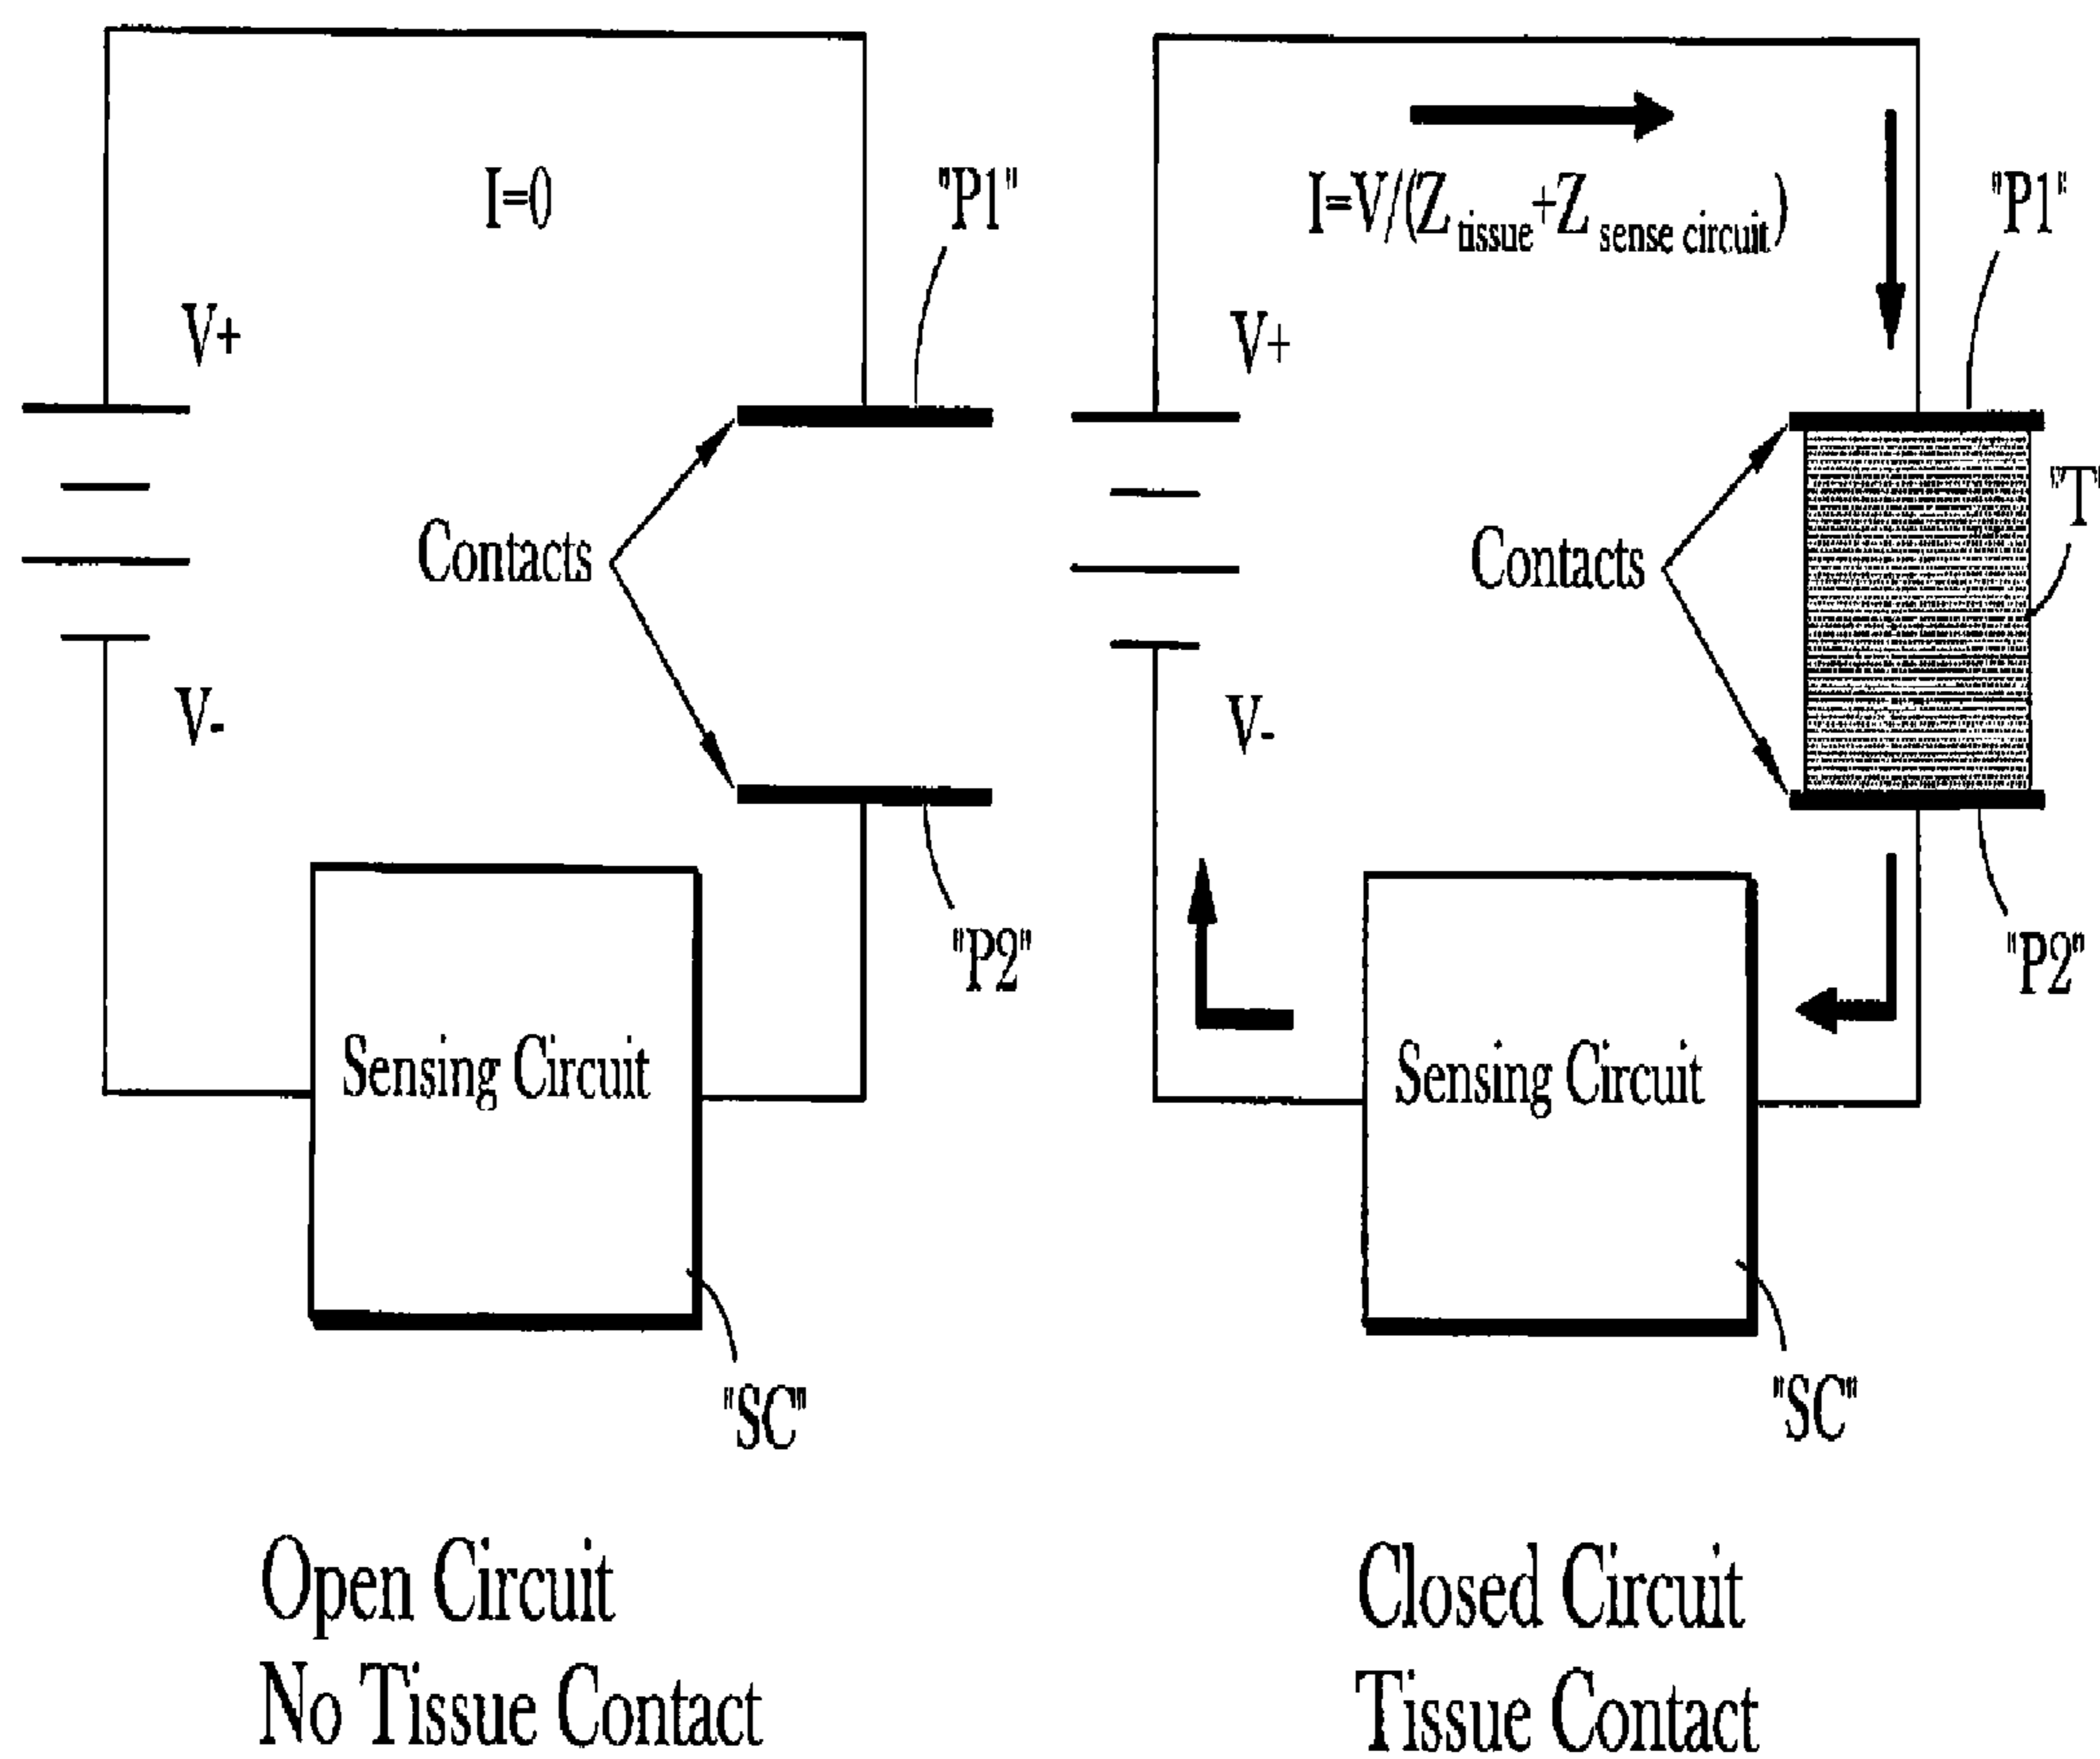 I=0
"P1"
V+
Contacts
V-
"P2"
Sensing Circuit
"SC"
Open Circuit
No Tissue Contact
I=V/(Z tissue+Z sense circuit)
"P1"
V+
"T"
Contacts
V-
"P2"
Sensing Circuit
"SC"
Closed Circuit
Tissue Contact